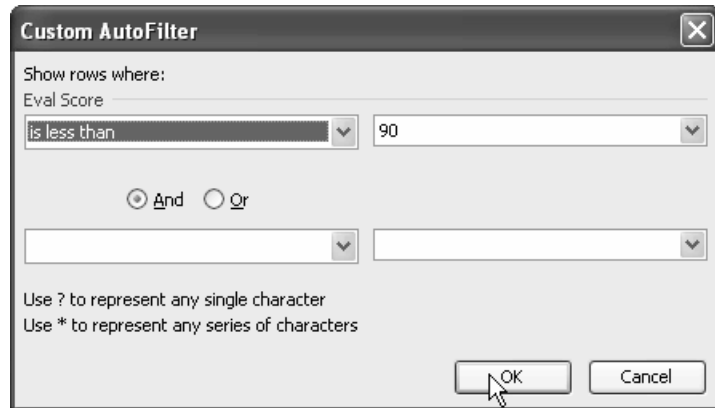 Custom AutoFilter
Show rows where:
Eval Score
is less than 90
And Or
Use ? to represent any single character
Use * to represent any series of characters
OK Cancel